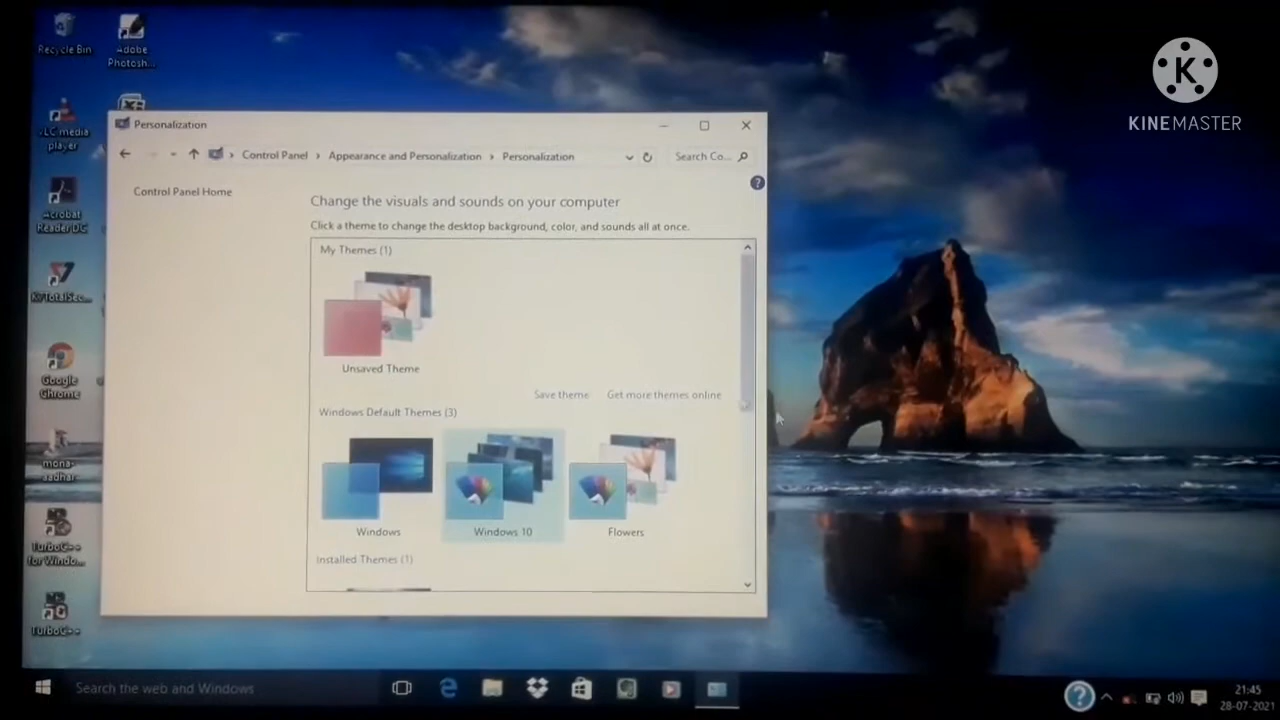 Recycle Bin
Adobe
Photosh...
KINEMASTER
Personalization
Control Panel
Appearance and Personalization
Personalization
Search Co...
Control Panel Home
Change the visuals and sounds on your computer
Click a theme to change the desktop background, color, and sounds all at once.
My Themes (1)
Unsaved Theme
Save theme
Get more themes online
Windows Default Themes (3)
Windows
Windows 10
Flowers
Installed Themes (1)
media
player
Acrobat
Reader DC
Google
Chrome
mona-
aadhar
TurboC++
for Windo...
TurboC++
Search the web and Windows
21:45
28-07-2021